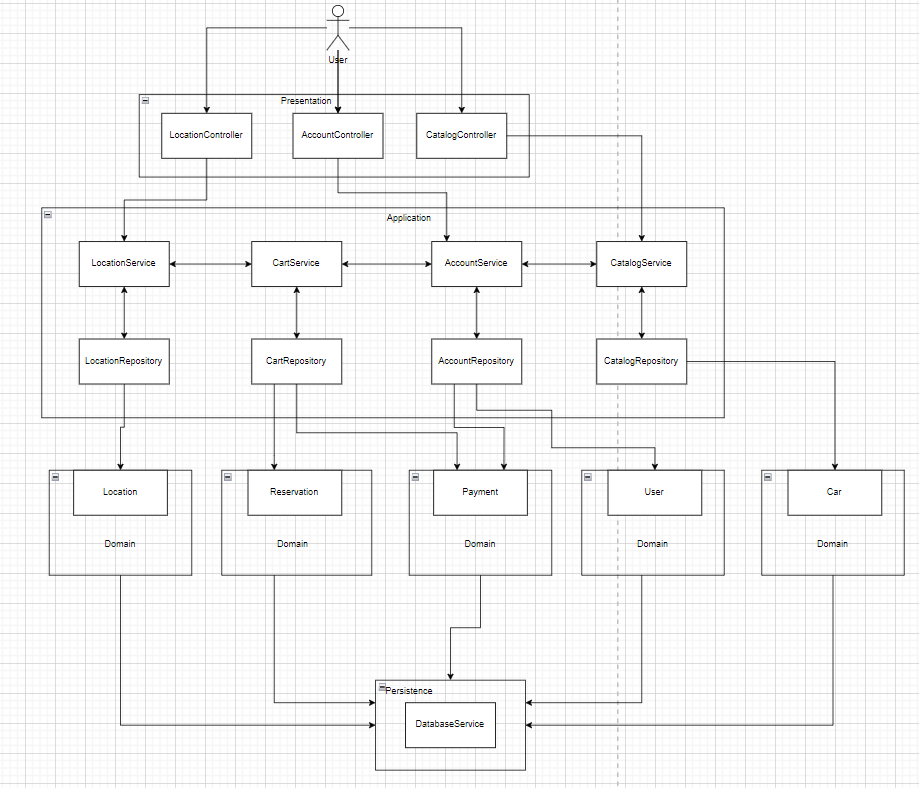 User
Presentation
LocationController
AccountController
CatalogController
Application
LocationService
CartService
AccountService
CatalogService
LocationRepository
CartRepository
AccountRepository
CatalogRepository
Location
Reservation
Payment
User
Car
Domain
Domain
Domain
Domain
Domain
Persistence
DatabaseService